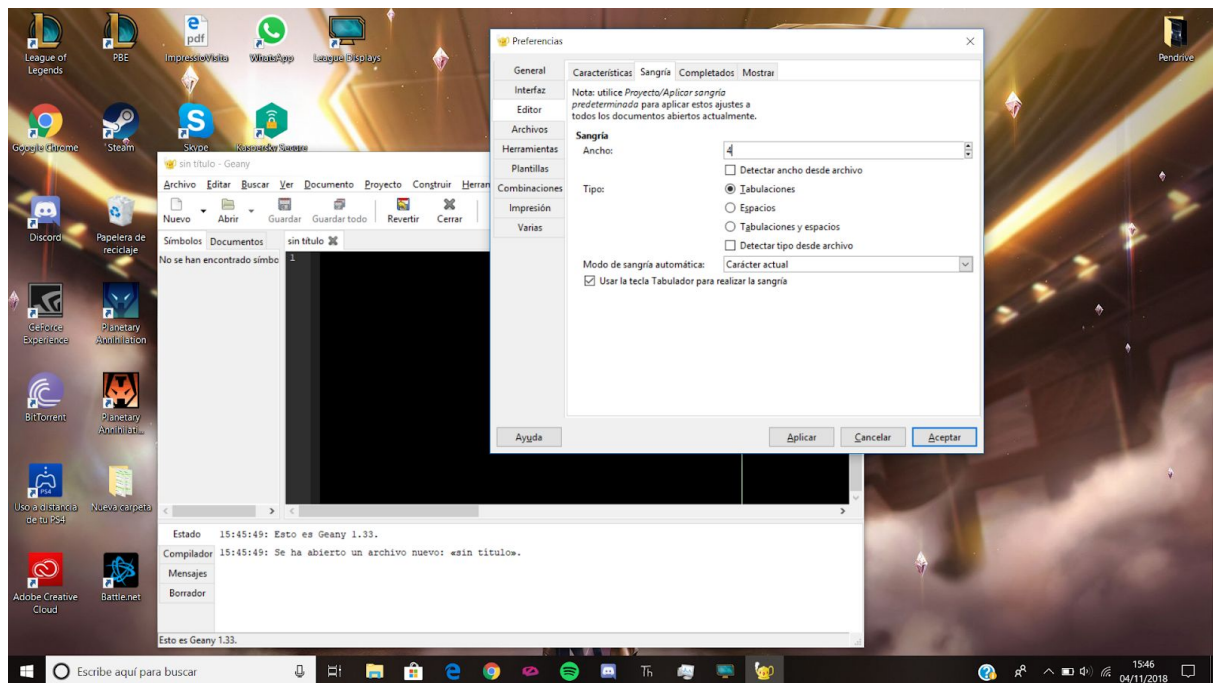 League of
Legends
PBE
pdf
ImpressioVisita
WhatsApp
League Displays
Pendrive
Google Chrome
Steam
Skype
Kaspersky Secure
Discord
Papelera de
reciclaje
GeForce
Experience
Planetary
Annihilation
BitTorrent
Planetary
Annihilati...
PS4
Uso a distancia
de tu PS4
Nueva carpeta
Adobe Creative
Cloud
Battle.net
sin título - Geany
Archivo Editar Buscar Ver Documento Proyecto Construir Herran
Nuevo Abrir Guardar Guardar todo Revertir Cerrar
Símbolos Documentos sin título
No se han encontrado símbo
1
Estado
Compilador
Mensajes
Borrador
15:45:49: Esto es Geany 1.33.
15:45:49: Se ha abierto un archivo nuevo: «sin título».
Esto es Geany 1.33.
Preferencias
General
Interfaz
Editor
Archivos
Herramientas
Plantillas
Combinaciones
Impresión
Varias
Características Sangría Completados Mostrar
Nota: utilice Proyecto/Aplicar sangría
predeterminada para aplicar estos ajustes a
todos los documentos abiertos actualmente.
Sangría
Ancho: 4
Detectar ancho desde archivo
Tipo: Tabulaciones
Espacios
Tabulaciones y espacios
Detectar tipo desde archivo
Modo de sangría automática: Carácter actual
Usar la tecla Tabulador para realizar la sangría
Ayuda Aplicar Cancelar Aceptar
Escribe aquí para buscar
Th
15:46
04/11/2018